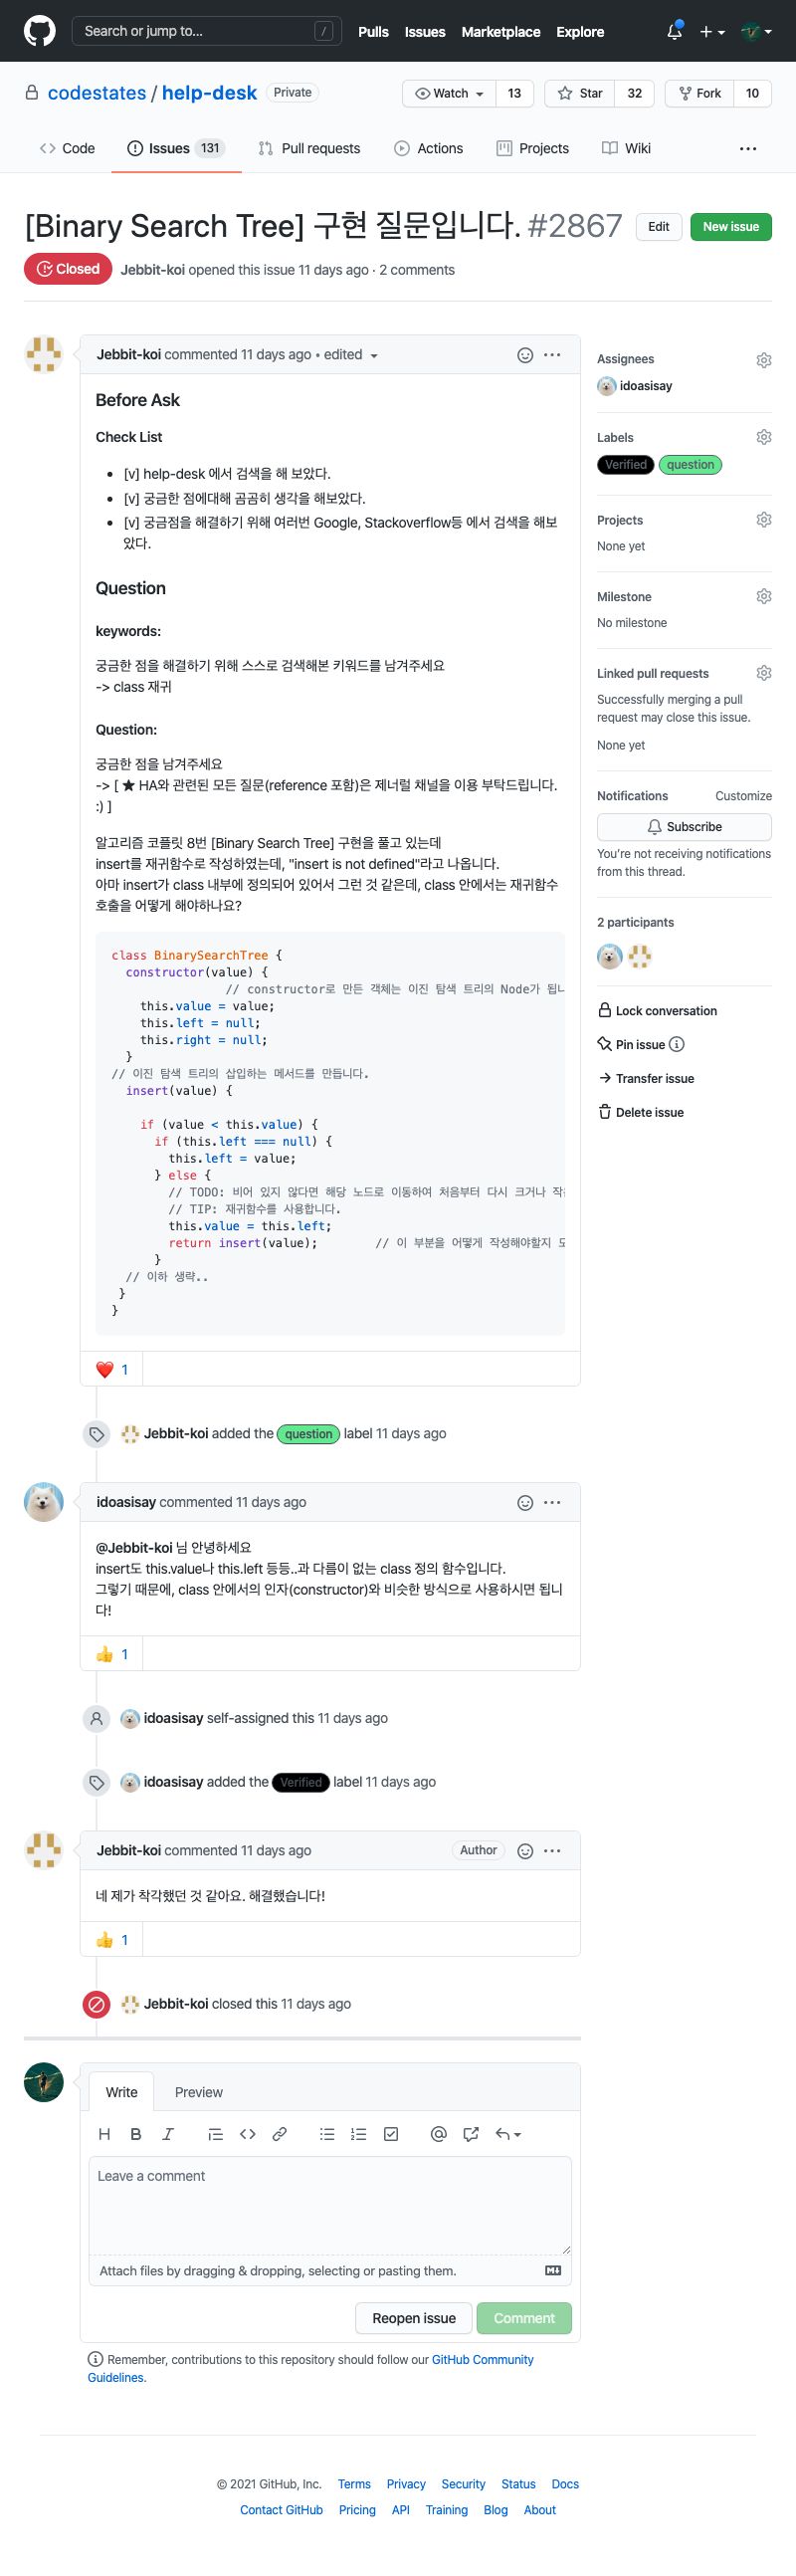 Search or jump to...
/
Pulls Issues Marketplace Explore
codestates / help-desk Private
Watch 13 Star 32 Fork 10
Code Issues 131 Pull requests Actions Projects Wiki ...
[Binary Search Tree] 구현 질문입니다. #2867 Edit New issue
Closed Jebbit-koi opened this issue 11 days ago · 2 comments
Jebbit-koi commented 11 days ago • edited
Before Ask
Check List
• [v] help-desk 에서 검색을 해 보았다.
• [v] 궁금한 점에대해 곰곰히 생각을 해보았다.
• [v] 궁금점을 해결하기 위해 여러번 Google, Stackoverflow등 에서 검색을 해보
았다.
Question
keywords:
궁금한 점을 해결하기 위해 스스로 검색해본 키워드를 남겨주세요
-> class 재귀
Question:
궁금한 점을 남겨주세요
-> [ ★ HA와 관련된 모든 질문(reference 포함)은 제너럴 채널을 이용 부탁드립니다.
:) ]
알고리즘 코플릿 8번 [Binary Search Tree] 구현을 풀고 있는데
insert를 재귀함수로 작성하였는데, "insert is not defined"라고 나옵니다.
아마 insert가 class 내부에 정의되어 있어서 그런 것 같은데, class 안에서는 재귀함수
호출을 어떻게 해야하나요?
class BinarySearchTree {
constructor(value) {
// constructor로 만든 객체는 이진 탐색 트리의 Node가 됩니
this.value = value;
this.left = null;
this.right = null;
}
// 이진 탐색 트리의 삽입하는 메서드를 만듭니다.
insert(value) {
if (value < this.value) {
if (this.left === null) {
this.left = value;
} else {
// TODO: 비어 있지 않다면 해당 노드로 이동하여 처음부터 다시 크거나
// TIP: 재귀함수를 사용합니다.
this.value = this.left;
return insert(value); // 이 부분을 어떻게 작성해야할지
}
// 이하 생략..
}
}
❤️ 1
Jebbit-koi added the question label 11 days ago
idoasisay commented 11 days ago
@Jebbit-koi 님 안녕하세요
insert도 this.value나 this.left 등등..과 다름이 없는 class 정의 함수입니다.
그렇기 때문에, class 안에서의 인자(constructor)와 비슷한 방식으로 사용하시면 됩니
다!
👍 1
idoasisay self-assigned this 11 days ago
idoasisay added the Verified label 11 days ago
Jebbit-koi commented 11 days ago Author
네 제가 착각했던 것 같아요. 해결했습니다!
👍 1
Jebbit-koi closed this 11 days ago
Write Preview
Leave a comment
Attach files by dragging & dropping, selecting or pasting them.
Reopen issue Comment
Remember, contributions to this repository should follow our GitHub Community
Guidelines.
Assignees
idoasisay
Labels
Verified question
Projects
None yet
Milestone
No milestone
Linked pull requests
Successfully merging a pull
request may close this issue.
None yet
Notifications Customize
Subscribe
You're not receiving notifications
from this thread.
2 participants
Lock conversation
Pin issue
Transfer issue
Delete issue
© 2021 GitHub, Inc. Terms Privacy Security Status Docs
Contact GitHub Pricing API Training Blog About